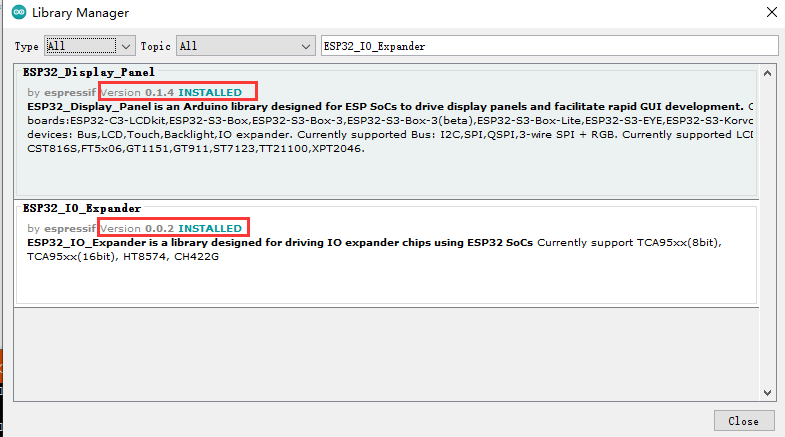 Library Manager
Type All Topic All ESP32_IO_Expander
ESP32_Display_Panel
by espressif Version 0.1.4 INSTALLED
ESP32_Display_Panel is an Arduino library designed for ESP SoCs to drive display panels and facilitate rapid GUI development.
boards:ESP32-C3-LCDkit,ESP32-S3-Box,ESP32-S3-Box-3,ESP32-S3-Box-3(beta),ESP32-S3-Box-Lite,ESP32-S3-EYE,ESP32-S3-Korvo
devices: Bus,LCD,Touch,Backlight,IO expander. Currently supported Bus: I2C,SPI,QSPI,3-wire SPI + RGB. Currently supported LCD
CST816S,FT5x06,GT1151,GT911,ST7123,TT21100,XPT2046.
ESP32_IO_Expander
by espressif Version 0.0.2 INSTALLED
ESP32_IO_Expander is a library designed for driving IO expander chips using ESP32 SoCs Currently support TCA95xx(8bit),
TCA95xx(16bit), HT8574, CH422G
Close